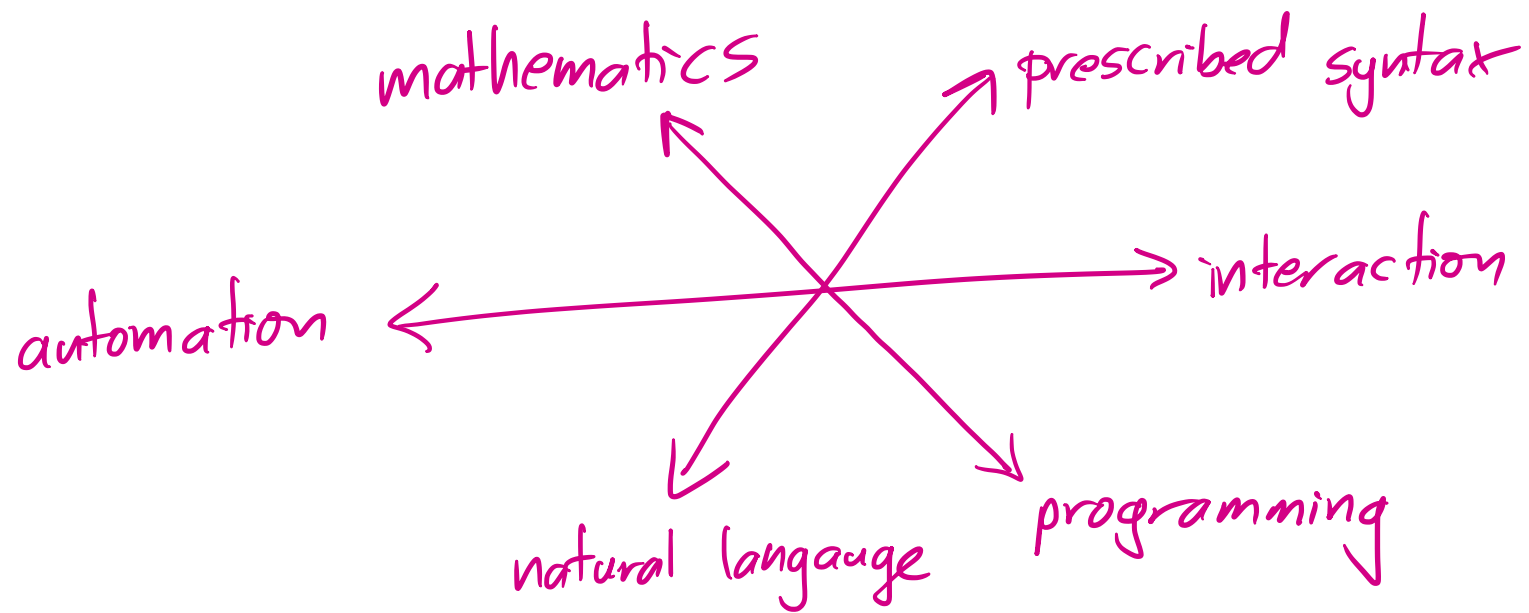 mathematics
prescribed syntax
interaction
automation
programming
natural langauge